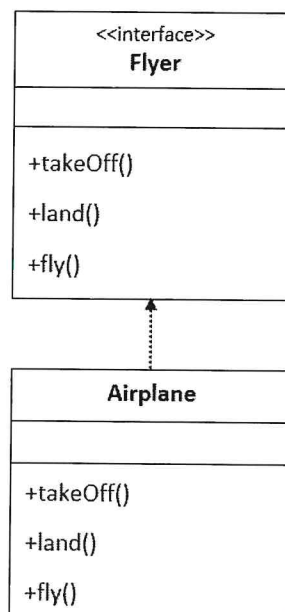 <<interface>>
Flyer
+takeOff()
+land()
+fly()
Airplane
+takeOff()
+land()
+fly()